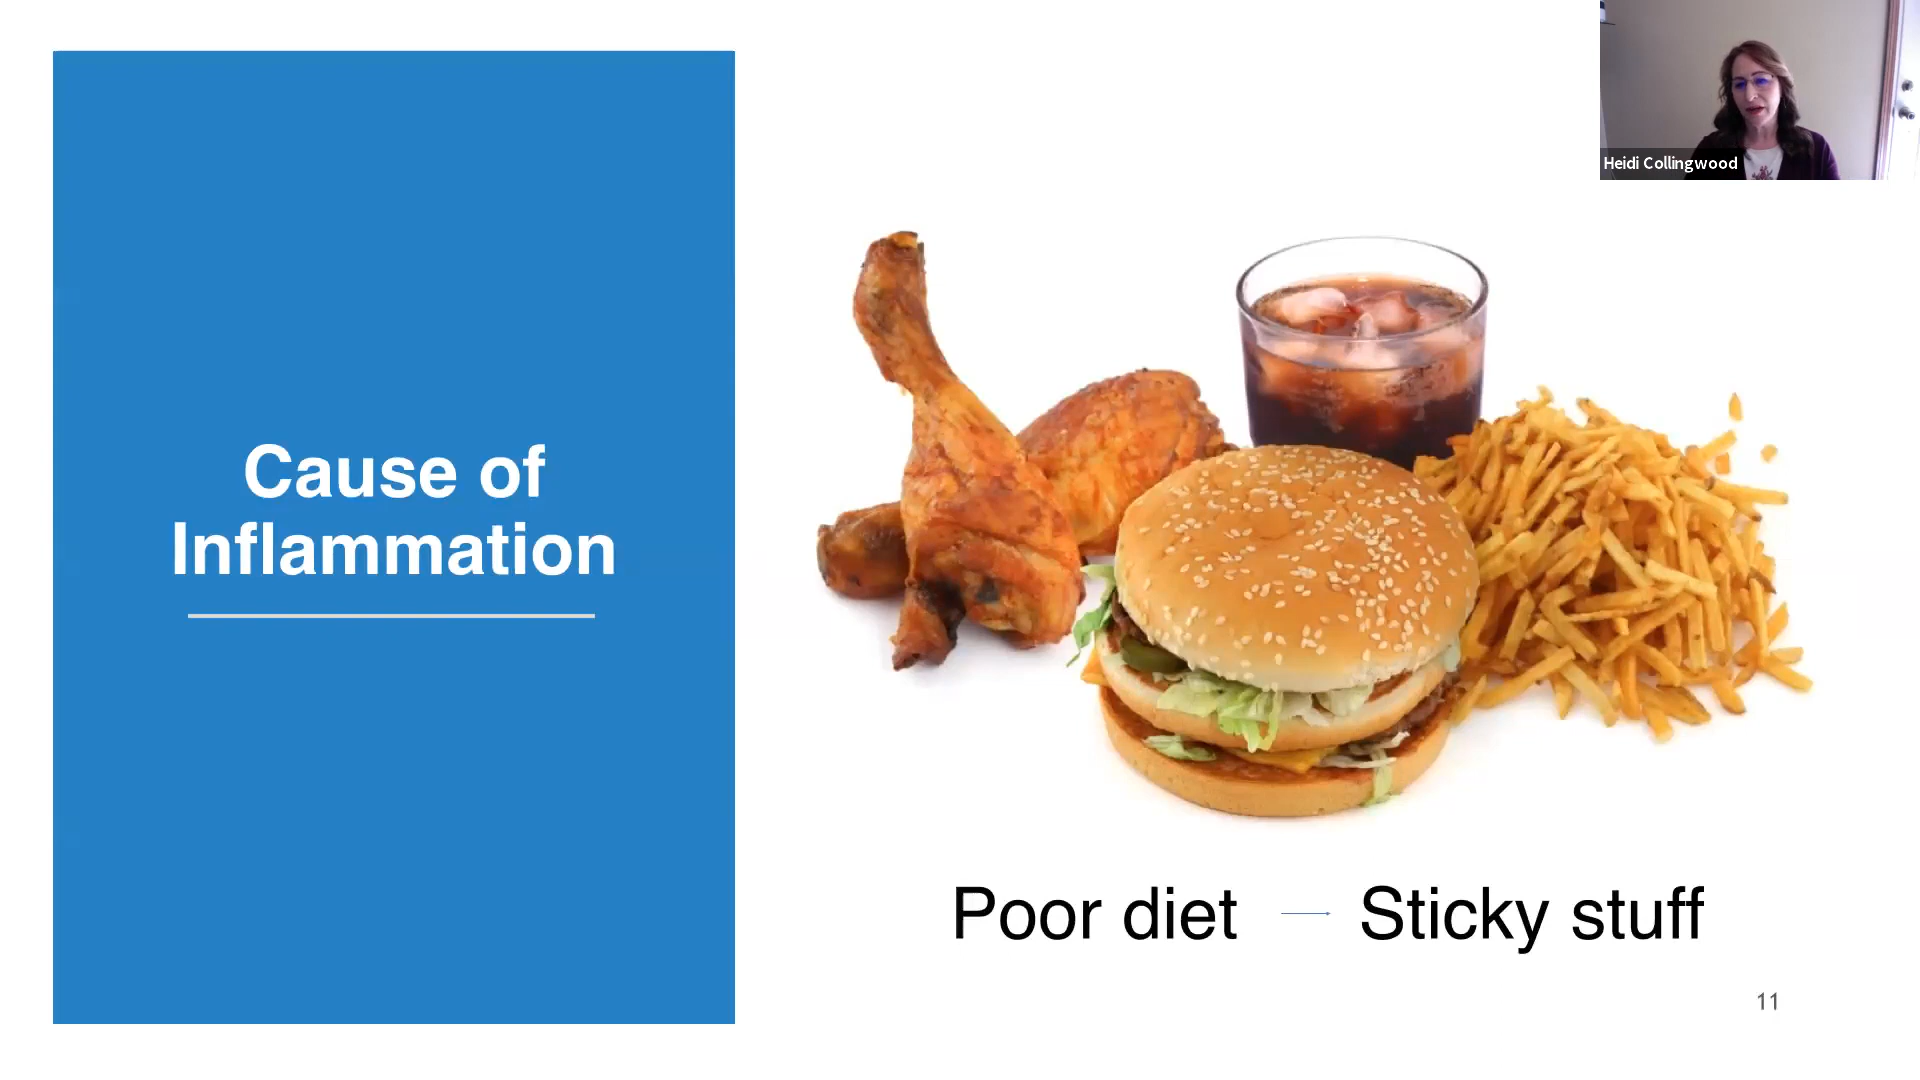 Heidi Collingwood
Cause of
Inflammation
Poor diet → Sticky stuff
11